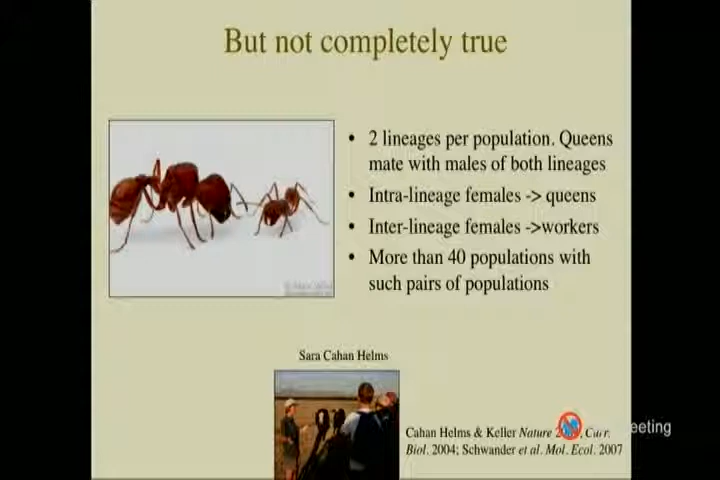 But not completely true
• 2 lineages per population. Queens
mate with males of both lineages
• Intra-lineage females -> queens
• Inter-lineage females ->workers
• More than 40 populations with
such pairs of populations
Sara Cahan Helms
Cahan Helms & Keller Nature Curr.
Biol. 2004; Schwander et al. Mol. Ecol. 2007
eeting